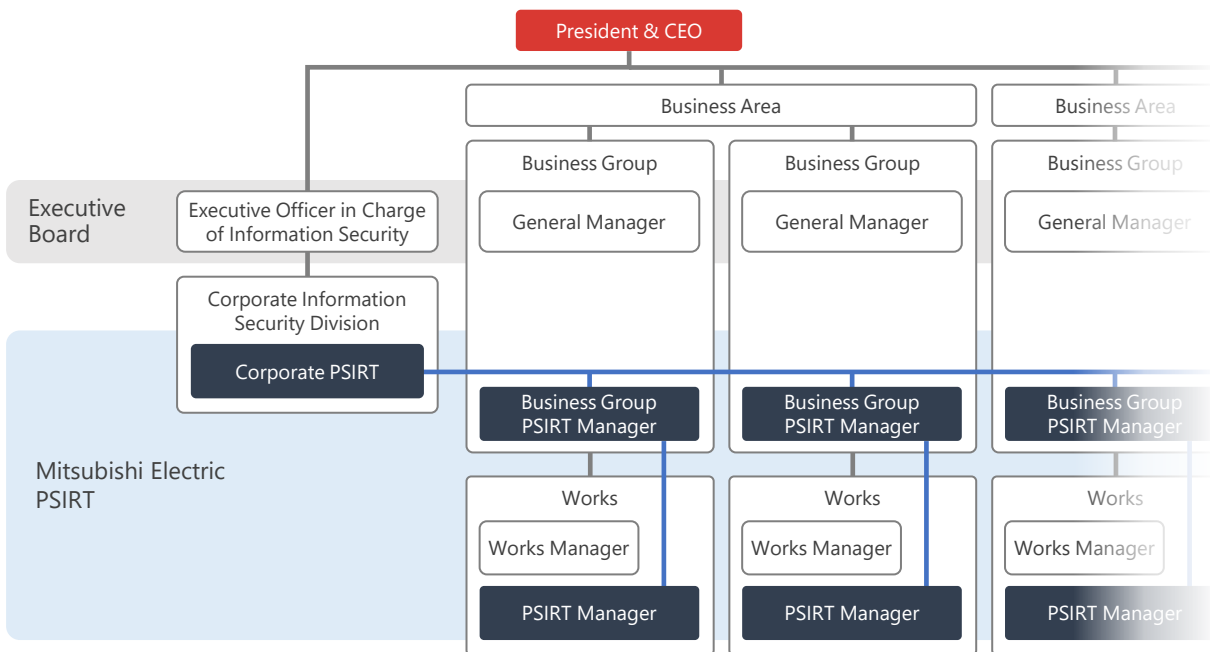 President & CEO
Business Area
Business Area
Business Group
Business Group
Business Group
Executive
Board
Executive Officer in Charge
of Information Security
General Manager
General Manager
General Manager
Corporate Information
Security Division
Corporate PSIRT
Business Group
PSIRT Manager
Business Group
PSIRT Manager
Business Group
PSIRT Manager
Mitsubishi Electric
PSIRT
Works
Works
Works
Works Manager
Works Manager
Works Manager
PSIRT Manager
PSIRT Manager
PSIRT Manager